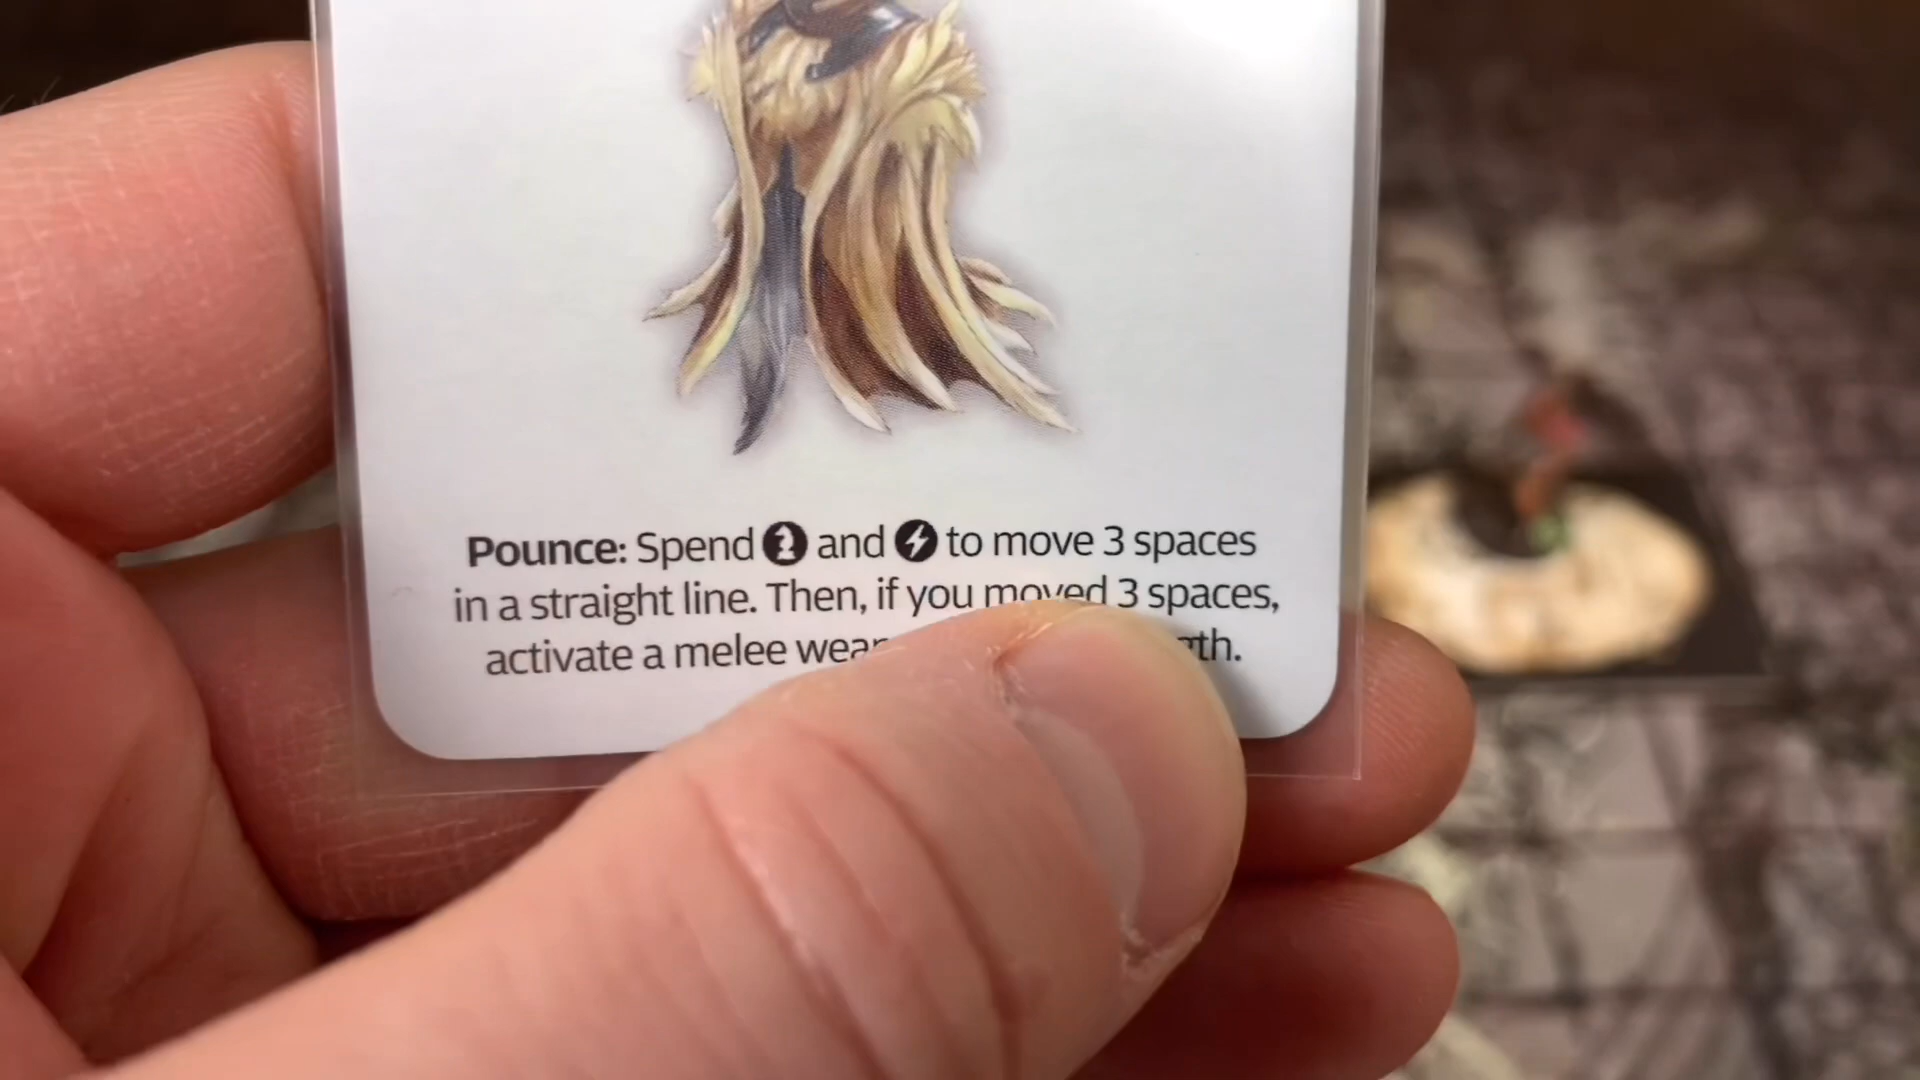 Pounce: Spend and to move 3 spaces
in a straight line. Then, if you moved 3 spaces,
activate a melee